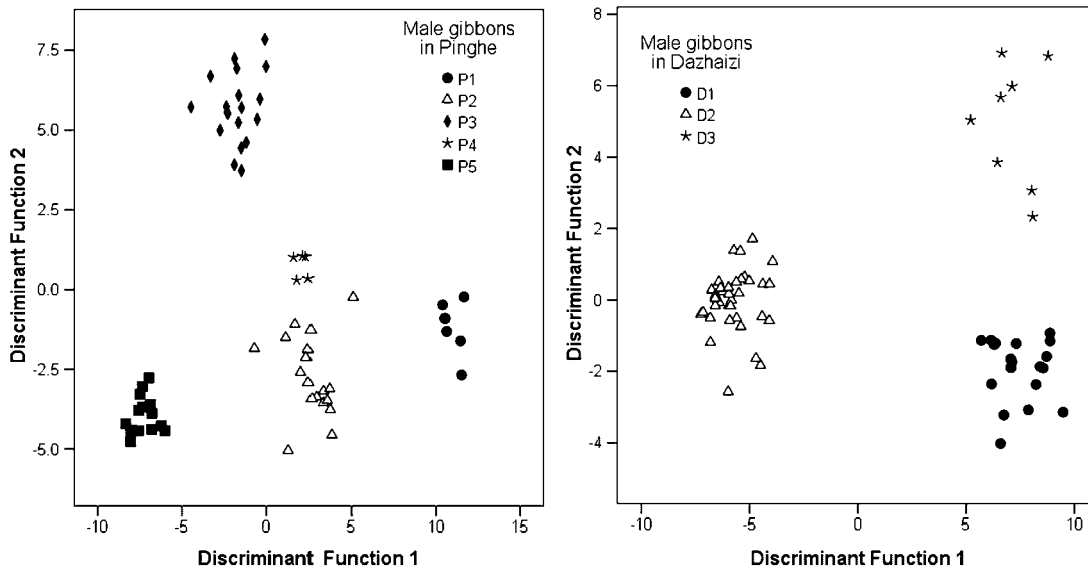 Male gibbons
in Pinghe
P1
P2
P3
P4
P5
7.5
5.0
2.5
0.0
-2.5
-5.0
Discriminant Function 2
-10
-5
0
5
10
15
Discriminant Function 1
Male gibbons
in Dazhaizi
D1
D2
D3
8
6
4
2
0
-2
-4
Discriminant Function 2
-10
-5
0
5
10
Discriminant Function 1